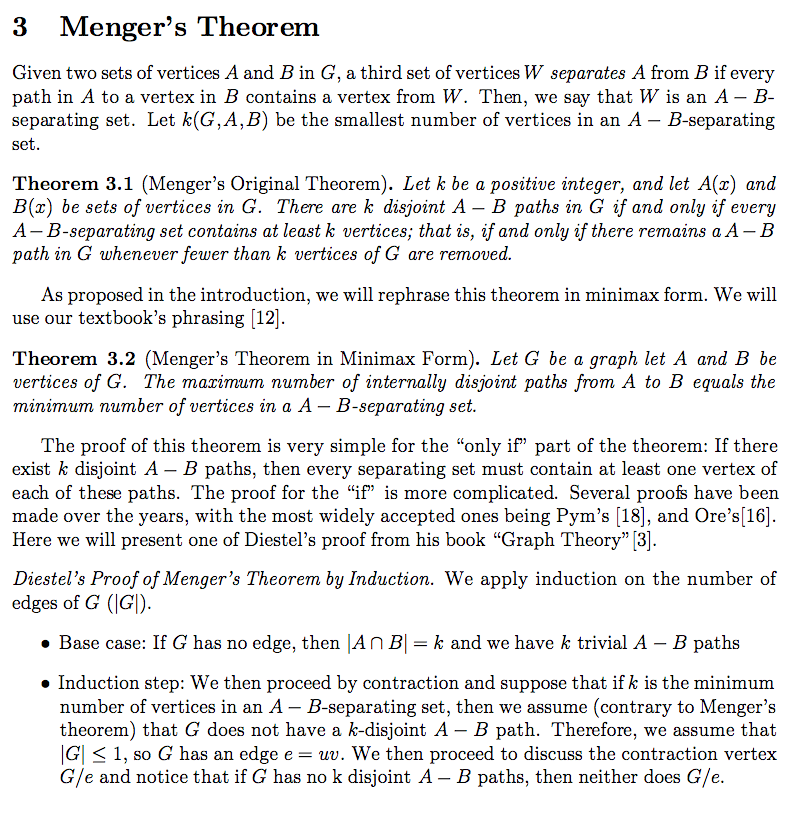 3 Menger's Theorem
Given two sets of vertices A and B in G, a third set of vertices W separates A from B if every
path in A to a vertex in B contains a vertex from W. Then, we say that W is an A − B-
separating set. Let k(G,A,B) be the smallest number of vertices in an A − B-separating
set.
Theorem 3.1 (Menger's Original Theorem). Let k be a positive integer, and let A(x) and
B(x) be sets of vertices in G. There are k disjoint A − B paths in G if and only if every
A−B-separating set contains at least k vertices; that is, if and only if there remains a A−B
path in G whenever fewer than k vertices of G are removed.
As proposed in the introduction, we will rephrase this theorem in minimax form. We will
use our textbook's phrasing [12].
Theorem 3.2 (Menger's Theorem in Minimax Form). Let G be a graph let A and B be
vertices of G. The maximum number of internally disjoint paths from A to B equals the
minimum number of vertices in a A − B-separating set.
The proof of this theorem is very simple for the “only if” part of the theorem: If there
exist k disjoint A − B paths, then every separating set must contain at least one vertex of
each of these paths. The proof for the “if” is more complicated. Several proofs have been
made over the years, with the most widely accepted ones being Pym's [18], and Ore's[16].
Here we will present one of Diestel's proof from his book “Graph Theory”[3].
Diestel's Proof of Menger's Theorem by Induction. We apply induction on the number of
edges of G (|G|).
• Base case: If G has no edge, then |A ∩ B| = k and we have k trivial A − B paths
• Induction step: We then proceed by contraction and suppose that if k is the minimum
number of vertices in an A − B-separating set, then we assume (contrary to Menger's
theorem) that G does not have a k-disjoint A − B path. Therefore, we assume that
|G| ≤ 1, so G has an edge e = uv. We then proceed to discuss the contraction vertex
G/e and notice that if G has no k disjoint A − B paths, then neither does G/e.